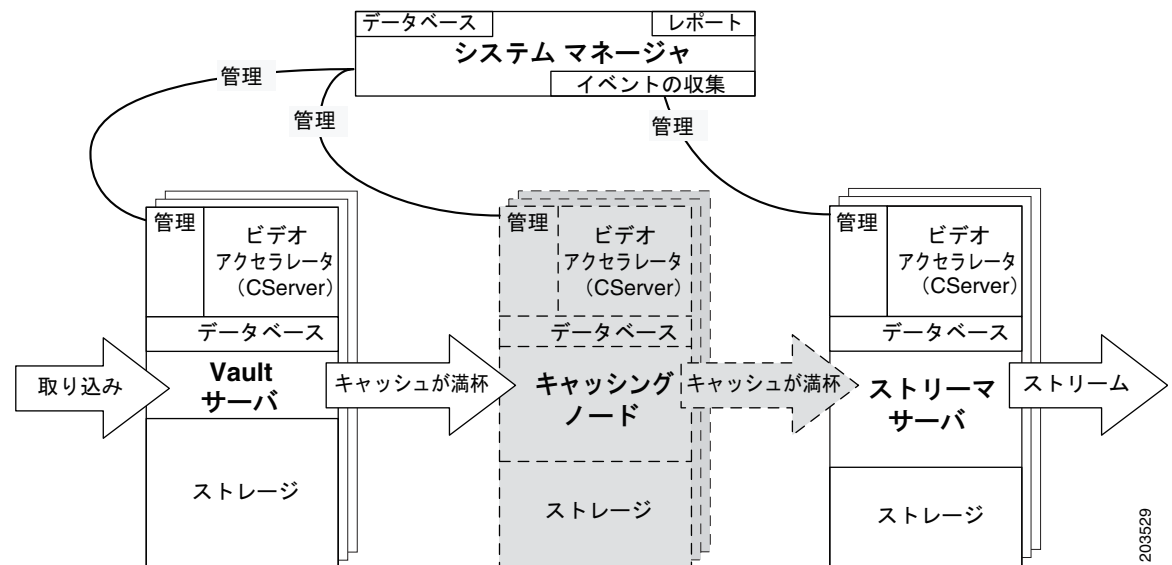 データベース
レポート
システム マネージャ
イベントの収集
管理
管理
管理
管理
ビデオ
アクセラレータ
（CServer）
データベース
Vault
サーバ
ストレージ
管理
ビデオ
アクセラレータ
（CServer）
データベース
キャッシング
ノード
ストレージ
管理
ビデオ
アクセラレータ
（CServer）
データベース
ストリーマ
サーバ
ストレージ
取り込み
キャッシュが満杯
キャッシュが満杯
ストリーム
203529